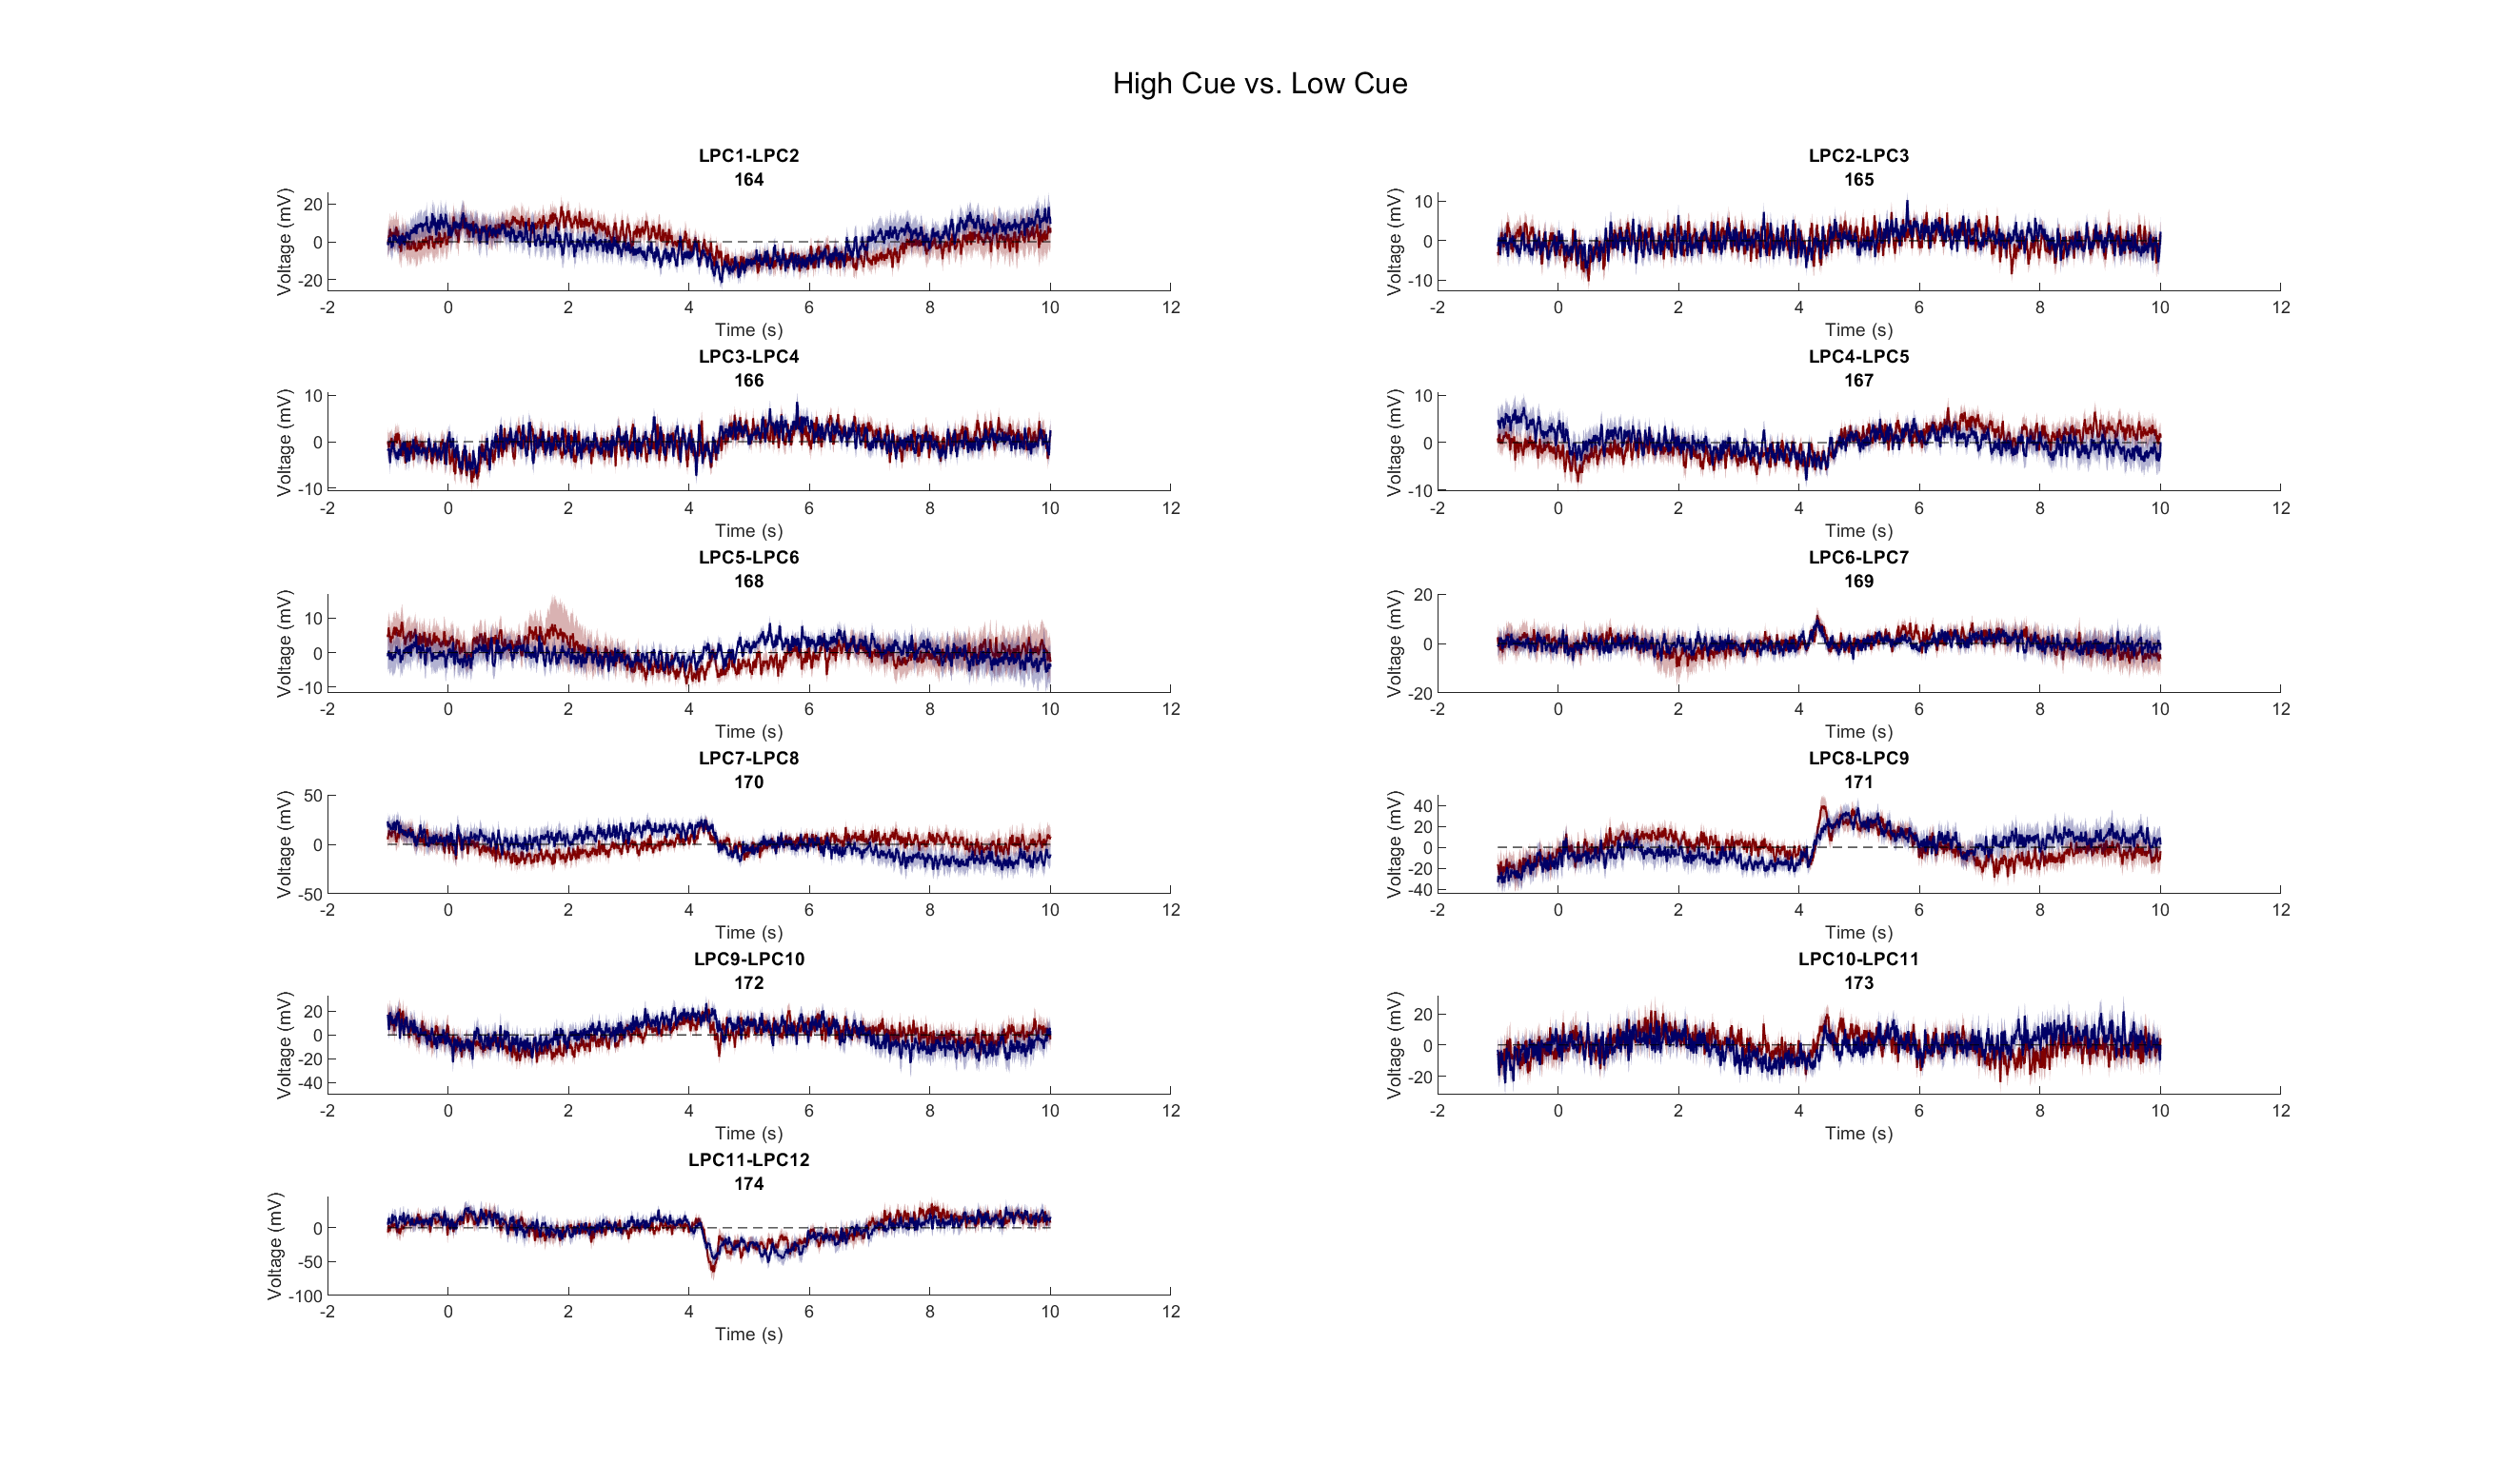 High Cue vs. Low Cue
LPC1-LPC2
164
Voltage (mV)
20
0
-20
-2 0 2 4 6 8 10 12
Time (s)
LPC2-LPC3
165
Voltage (mV)
10
0
-10
-2 0 2 4 6 8 10 12
Time (s)
LPC3-LPC4
166
Voltage (mV)
10
0
-10
-2 0 2 4 6 8 10 12
Time (s)
LPC4-LPC5
167
Voltage (mV)
10
0
-10
-2 0 2 4 6 8 10 12
Time (s)
LPC5-LPC6
168
Voltage (mV)
10
0
-10
-2 0 2 4 6 8 10 12
Time (s)
LPC6-LPC7
169
Voltage (mV)
20
0
-20
-2 0 2 4 6 8 10 12
Time (s)
LPC7-LPC8
170
Voltage (mV)
50
0
-50
-2 0 2 4 6 8 10 12
Time (s)
LPC8-LPC9
171
Voltage (mV)
40
20
0
-20
-40
-2 0 2 4 6 8 10 12
Time (s)
LPC9-LPC10
172
Voltage (mV)
20
0
-20
-40
-2 0 2 4 6 8 10 12
Time (s)
LPC10-LPC11
173
Voltage (mV)
20
0
-20
-2 0 2 4 6 8 10 12
Time (s)
LPC11-LPC12
174
Voltage (mV)
0
-50
-100
-2 0 2 4 6 8 10 12
Time (s)